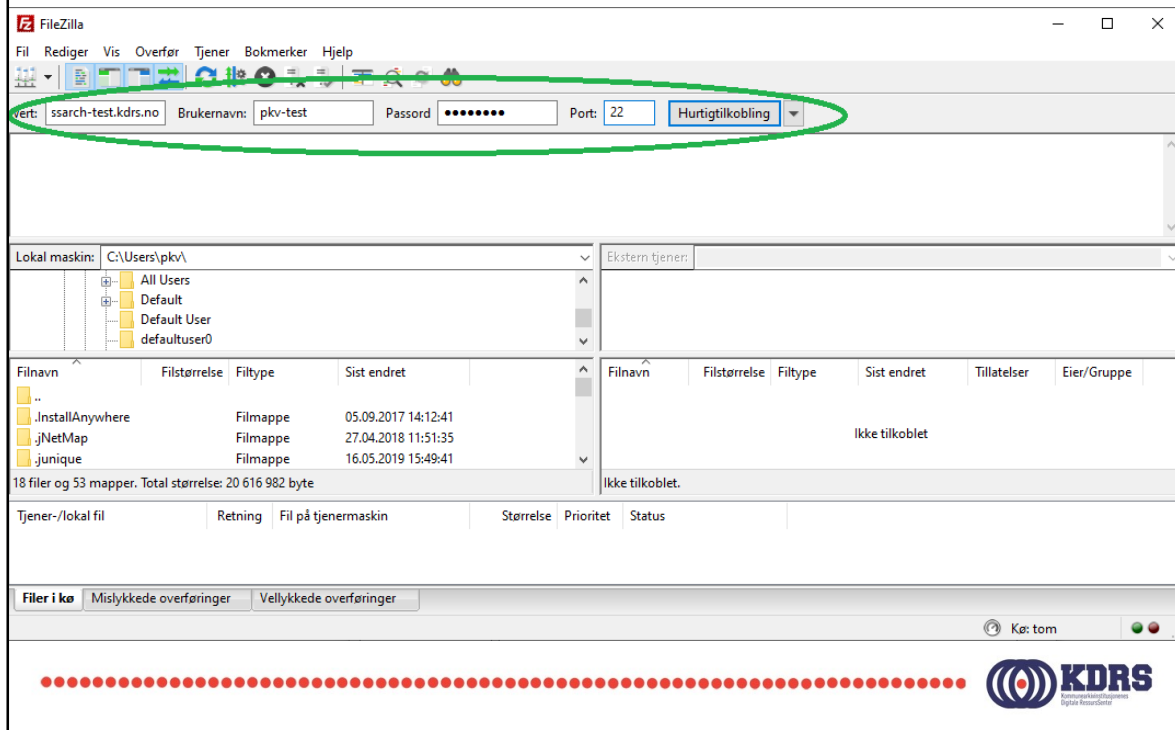 FileZilla
Fil Rediger Vis Overfør Tjener Bokmerker Hjelp
Vert: ssarch-test.kdrs.no Brukernavn: pkv-test Passord ●●●●●●●● Port: 22 Hurtigtilkobling
Lokal maskin: C:\Users\pkv\ Ekstern tjener:
All Users
Default
Default User
defaultuser0
Filnavn Filstørrelse Filtype Sist endret Filnavn Filstørrelse Filtype Sist endret Tillatelser Eier/Gruppe
..
.InstallAnywhere Filmappe 05.09.2017 14:12:41
.jNetMap Filmappe 27.04.2018 11:51:35 Ikke tilkoblet
.junique Filmappe 16.05.2019 15:49:41
18 filer og 53 mapper. Total størrelse: 20 616 982 byte Ikke tilkoblet.
Tjener-/lokal fil Retning Fil på tjenermaskin Størrelse Prioritet Status
Filer i kø Mislykkede overføringer Vellykkede overføringer
Kø: tom
KDRS
Kommunearkivinstitusjonenes
Digitale RessursSenter